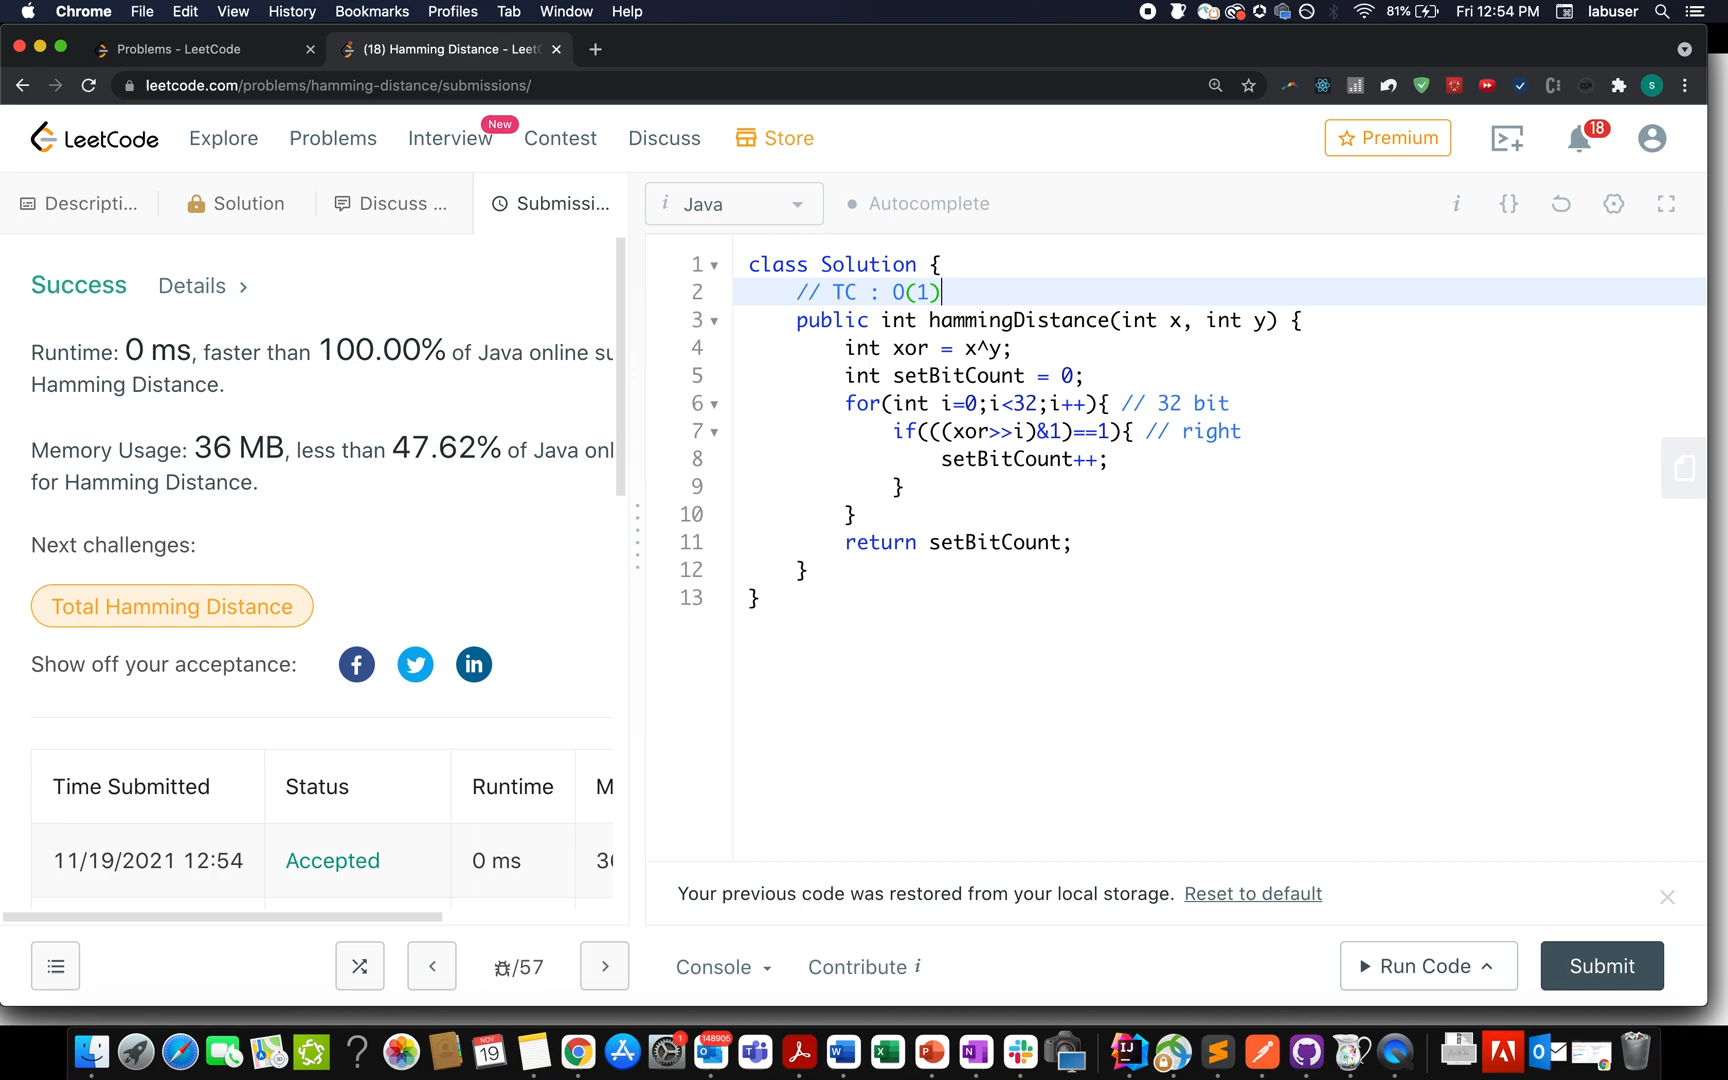 Chrome File Edit View History Bookmarks Profiles Tab Window Help 81% Fri 12:54 PM labuser
Problems - LeetCode (18) Hamming Distance - Leet
leetcode.com/problems/hamming-distance/submissions/
S
LeetCode Explore Problems Interview New Contest Discuss Store Premium 18
Descripti... Solution Discuss ... Submissi... i Java Autocomplete i {}
Success Details >
Runtime: 0 ms, faster than 100.00% of Java online su
Hamming Distance.
Memory Usage: 36 MB, less than 47.62% of Java onl
for Hamming Distance.
Next challenges:
Total Hamming Distance
Show off your acceptance:
Time Submitted Status Runtime M
11/19/2021 12:54 Accepted 0 ms 36
1 class Solution {
2 // TC : O(1)
3 public int hammingDistance(int x, int y) {
4 int xor = x^y;
5 int setBitCount = 0;
6 for(int i=0;i<32;i++){ // 32 bit
7 if(((xor>>i)&1)==1){ // right
8 setBitCount++;
9 }
10 }
11 return setBitCount;
12 }
13 }
Your previous code was restored from your local storage. Reset to default
/57 Console Contribute i Run Code Submit
1 148905
NOV 19